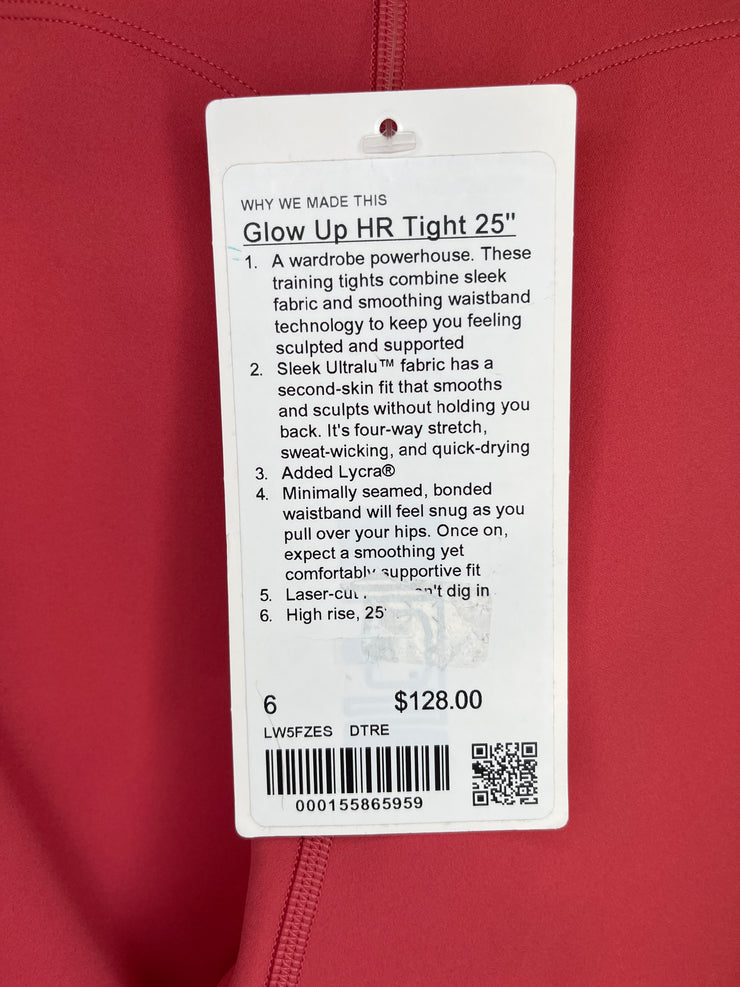 WHY WE MADE THIS
Glow Up HR Tight 25"
1. A wardrobe powerhouse. These
training tights combine sleek
fabric and smoothing waistband
technology to keep you feeling
sculpted and supported
2. Sleek Ultralu™ fabric has a
second-skin fit that smooths
and sculpts without holding you
back. It's four-way stretch,
sweat-wicking, and quick-drying
3. Added Lycra®
4. Minimally seamed, bonded
waistband will feel snug as you
pull over your hips. Once on,
expect a smoothing yet
comfortably supportive fit
5. Laser-cut dig in
6. High rise, 25"
6 $128.00
LW5FZES DTRE
000155865959